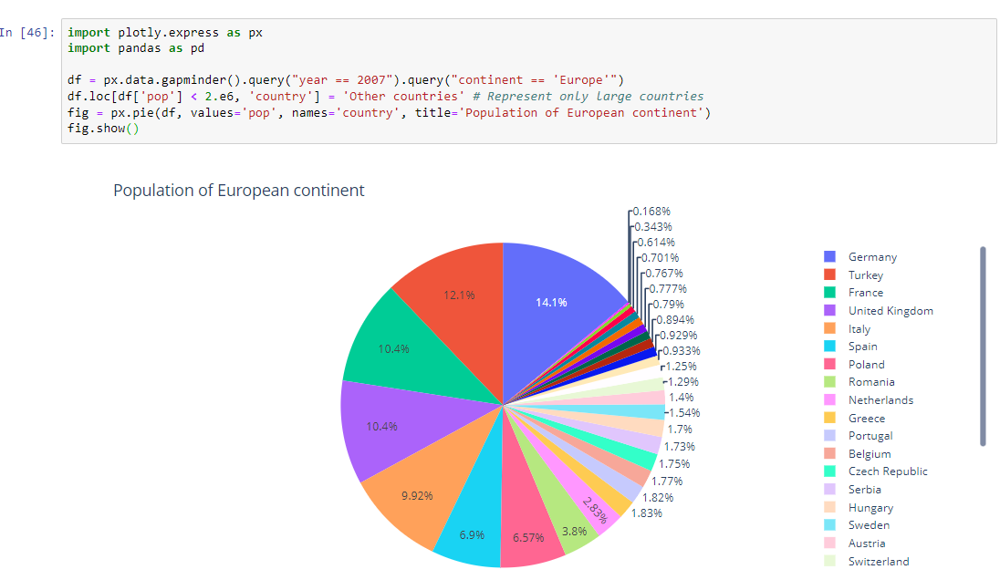 In [46]:
import plotly.express as px
import pandas as pd
df = px.data.gapminder().query("year == 2007").query("continent == 'Europe'")
df.loc[df['pop'] < 2.e6, 'country'] = 'Other countries' # Represent only large countries
fig = px.pie(df, values='pop', names='country', title='Population of European continent')
fig.show()
Population of European continent
0.168%
0.343%
0.614%
0.701%
0.767%
0.777%
0.79%
0.894%
0.929%
0.933%
1.25%
1.29%
1.4%
1.54%
1.7%
1.73%
1.75%
1.77%
1.82%
1.83%
2.83%
3.8%
6.57%
6.9%
9.92%
10.4%
10.4%
12.1%
14.1%
Germany
Turkey
France
United Kingdom
Italy
Spain
Poland
Romania
Netherlands
Greece
Portugal
Belgium
Czech Republic
Serbia
Hungary
Sweden
Austria
Switzerland